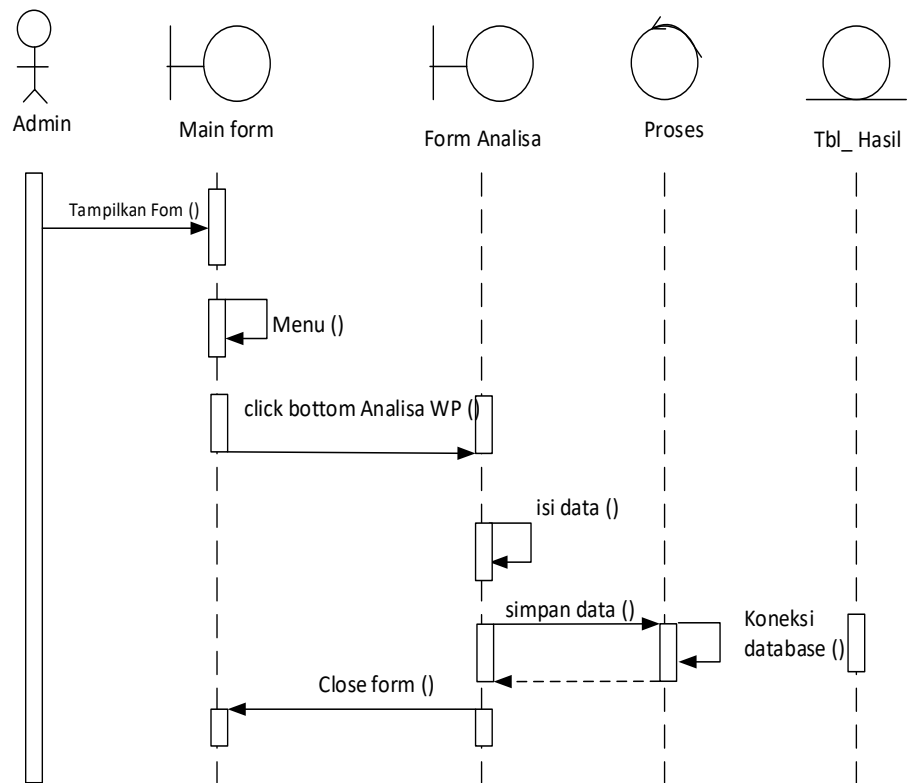 Admin
Main form
Form Analisa
Proses
Tbl_ Hasil
Tampilkan Fom ()
Menu ()
click bottom Analisa WP ()
isi data ()
simpan data ()
Koneksi
database ()
Close form ()